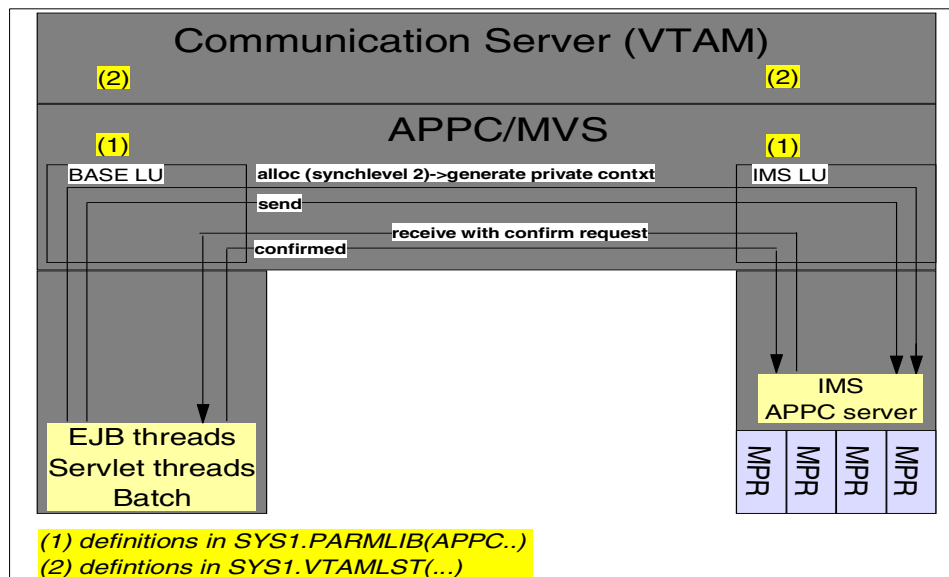 Communication Server (VTAM)
(2)
(2)
APPC/MVS
(1)
(1)
BASE LU
alloc (synchlevel 2)->generate private contxt
IMS LU
send
receive with confirm request
confirmed
IMS
APPC server
EJB threads
Servlet threads
Batch
MPR
MPR
MPR
MPR
(1) definitions in SYS1.PARMLIB(APPC..)
(2) defintions in SYS1.VTAMLST(...)